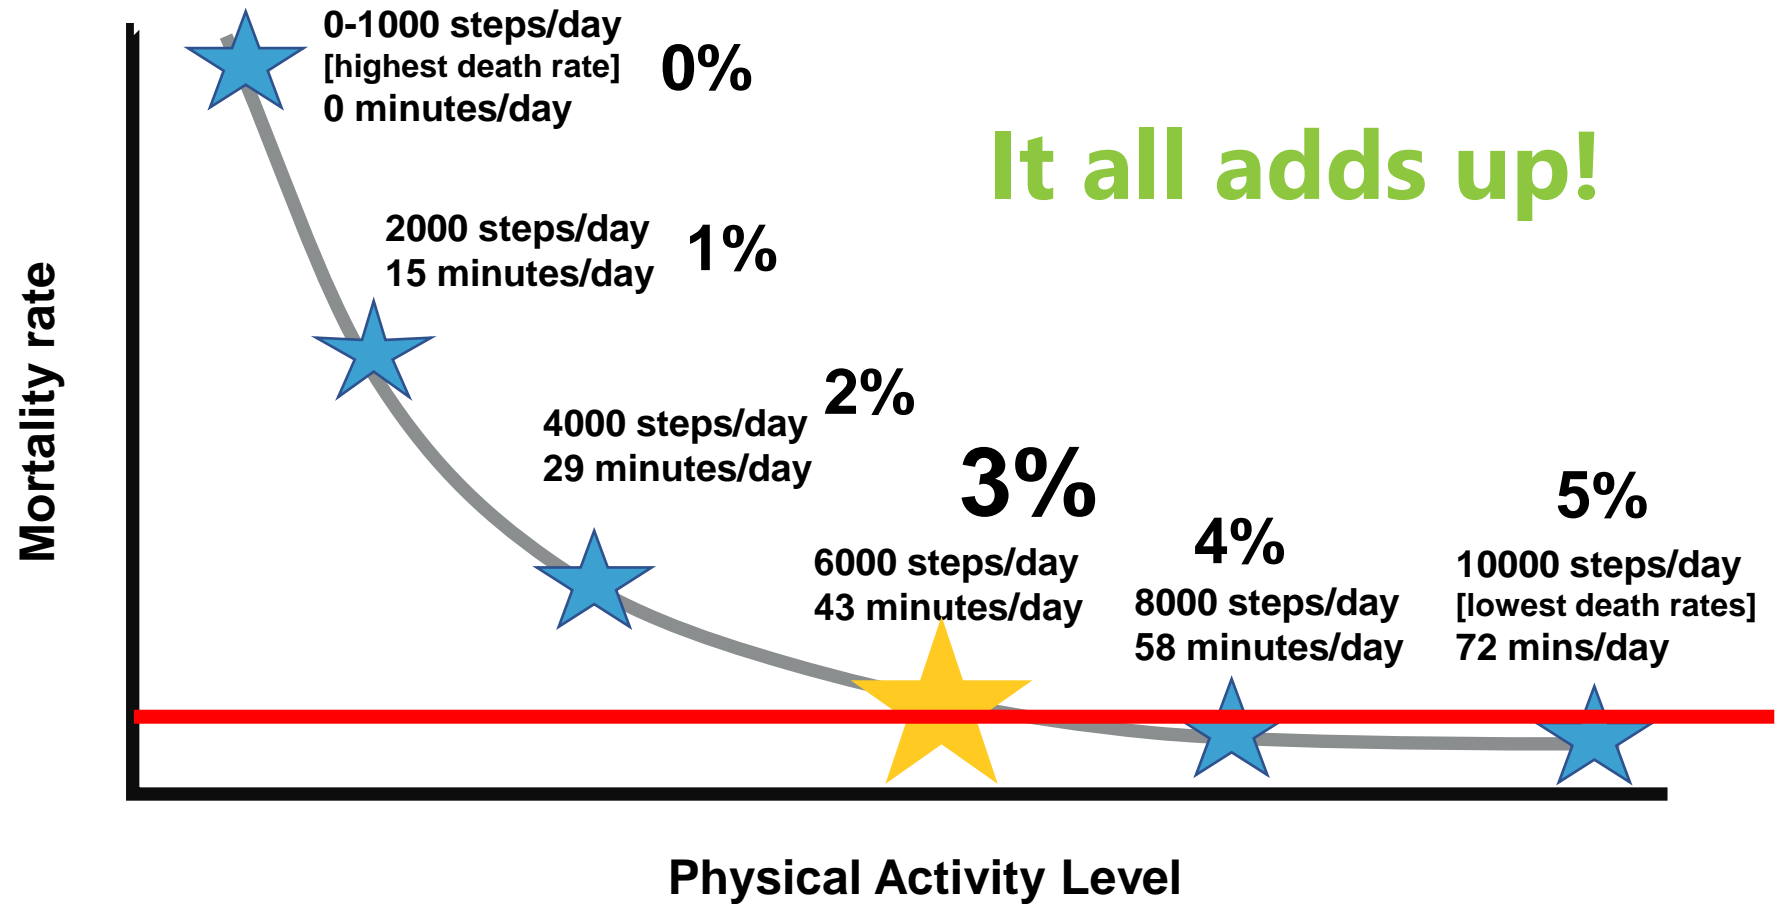 0-1000 steps/day
[highest death rate]
0 minutes/day
0%
It all adds up!
2000 steps/day
15 minutes/day
1%
Mortality rate
2%
4000 steps/day
29 minutes/day
3%
6000 steps/day
43 minutes/day
4%
8000 steps/day
58 minutes/day
5%
10000 steps/day
[lowest death rates]
72 mins/day
Physical Activity Level